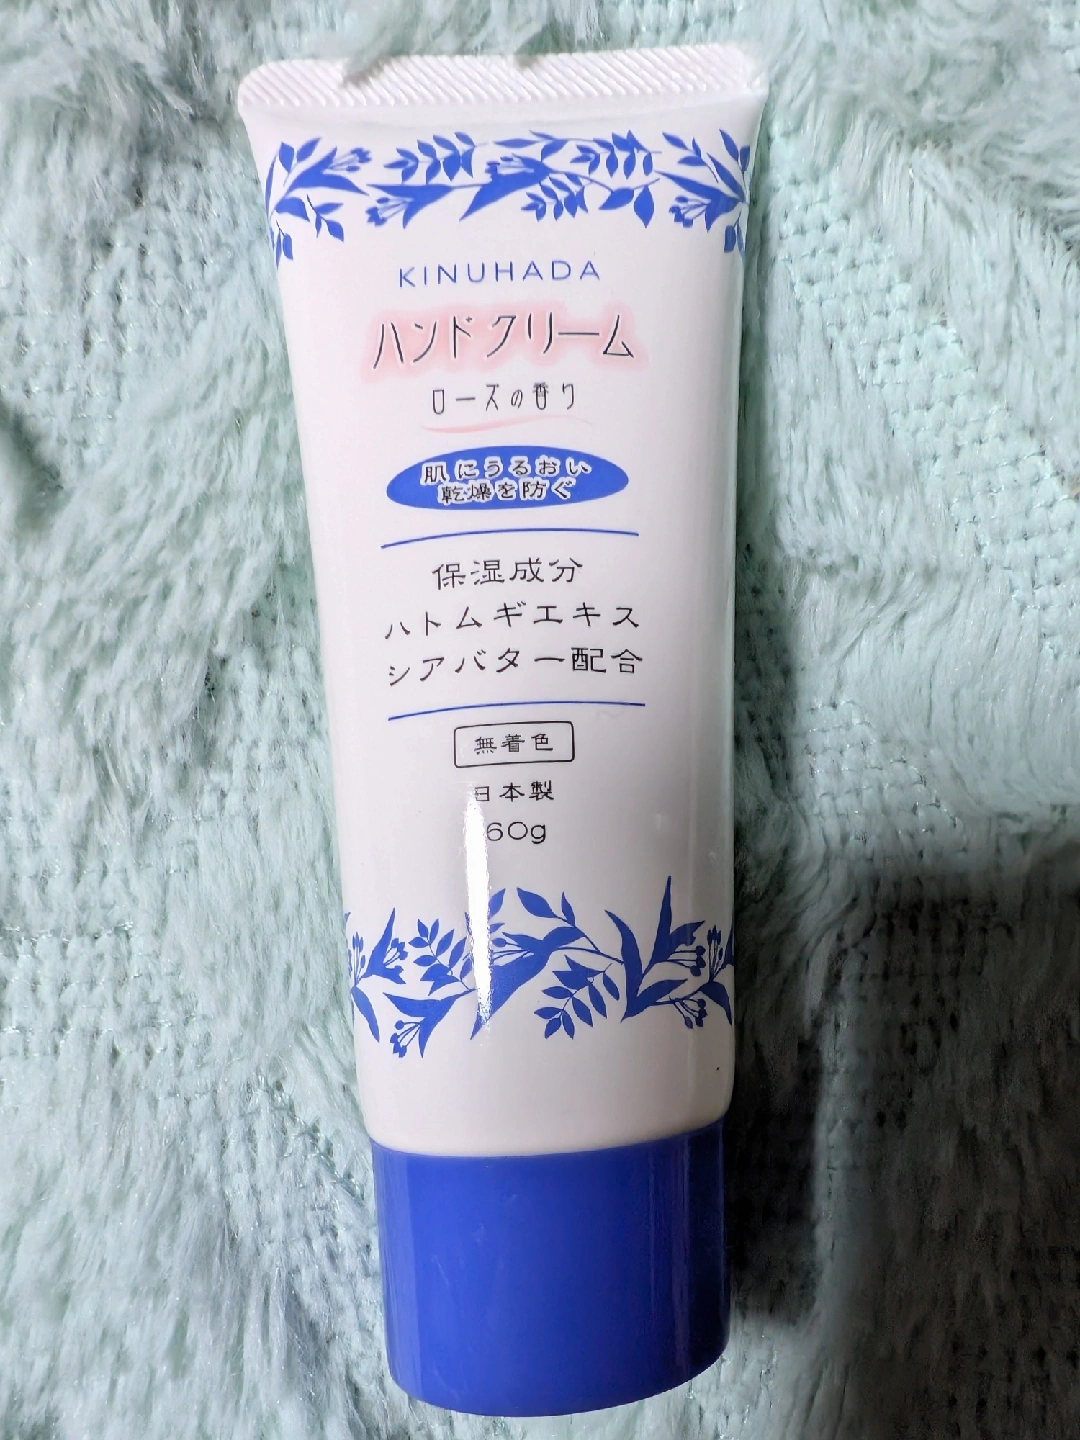 KINUHADA
ハンドクリーム
ローズの香り
肌にうるおい
乾燥を防ぐ
保湿成分
ハトムギエキス
シアバター配合
無着色
日本製
60g